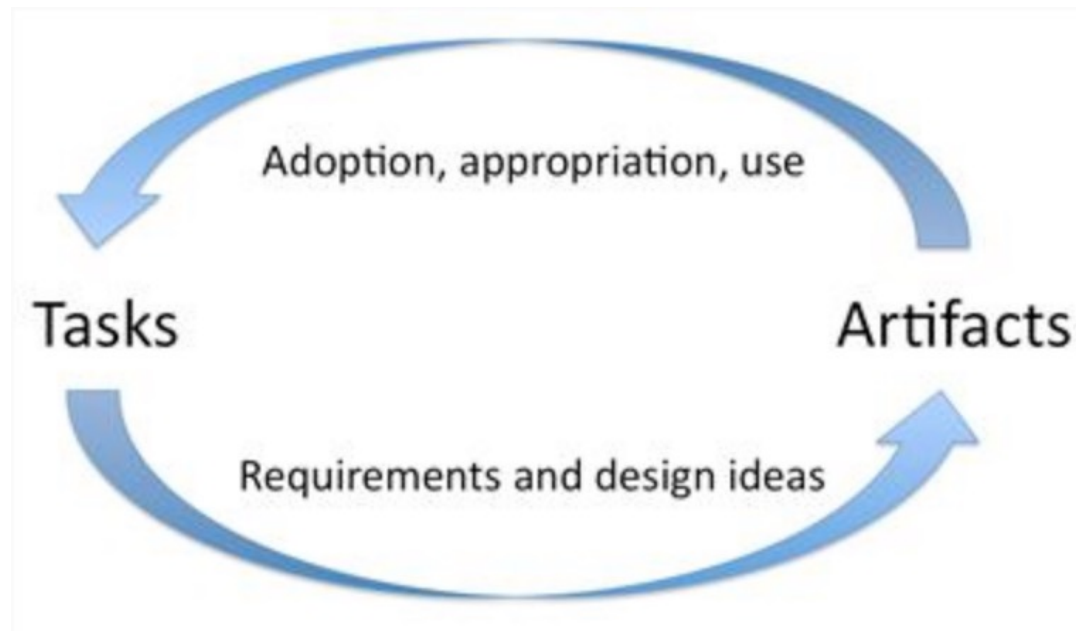 Adoption, appropriation, use
Tasks
Artifacts
Requirements and design ideas